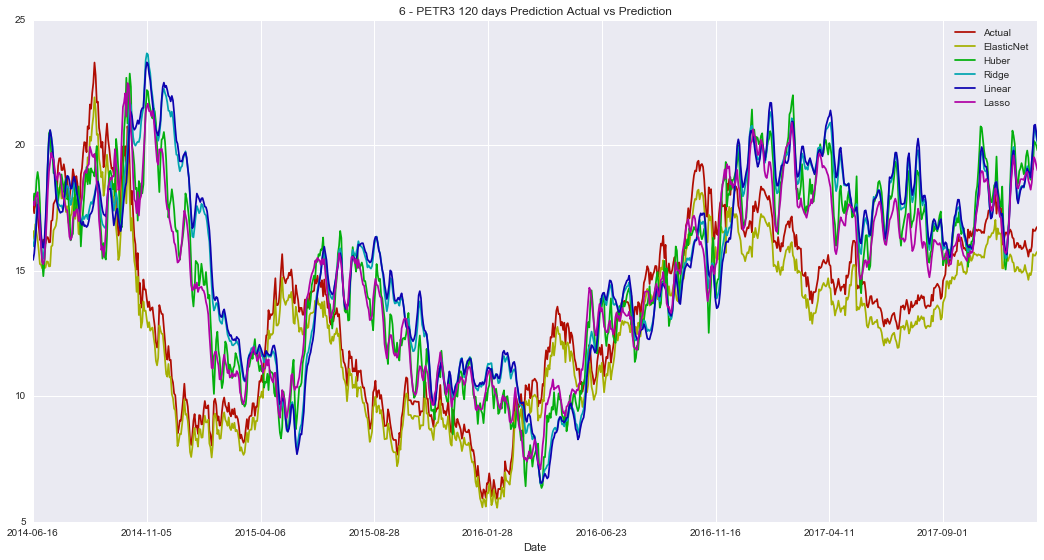 6 - PETR3 120 days Prediction Actual vs Prediction
25
20
15
10
5
Actual
ElasticNet
Huber
Ridge
Linear
Lasso
2014-06-16 2014-11-05 2015-04-06 2015-08-28 2016-01-28 2016-06-23 2016-11-16 2017-04-11 2017-09-01
Date